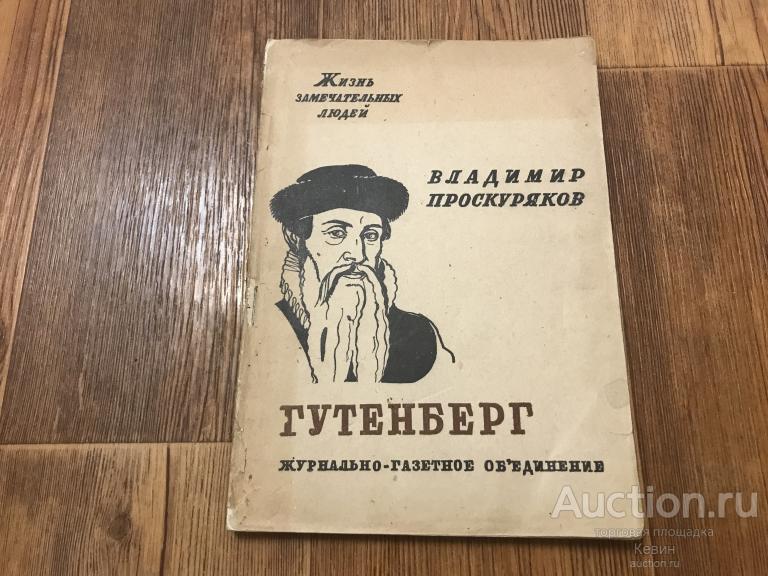 Жизнь
замечательных
людей
ВЛАДИМИР
ПРОСКУРЯКОВ
ГУТЕНБЕРГ
ЖУРНАЛЬНО-ГАЗЕТНОЕ ОБ'ЕДИНЕНИЕ
Auction.ru
торговая площадка
Кевин
auction.ru